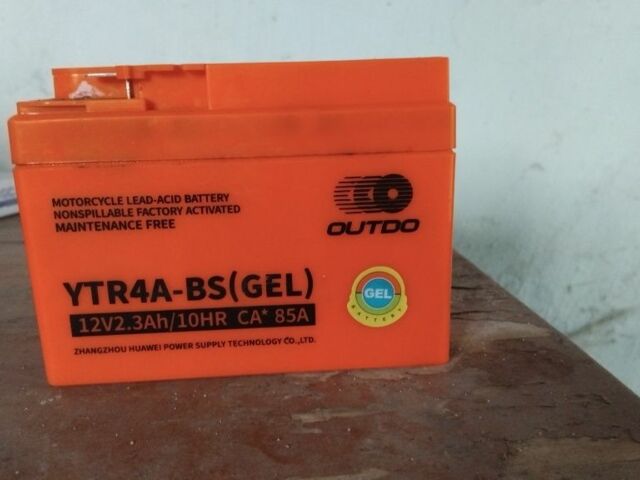 MOTORCYCLE LEAD-ACID BATTERY
NONSPILLABLE FACTORY ACTIVATED
MAINTENANCE FREE
OUTDO
YTR4A-BS(GEL)
12V2.3Ah/10HR CA* 85A
GEL
BATTERY
ZHANGZHOU HUAWEI POWER SUPPLY TECHNOLOGY CO.,LTD.